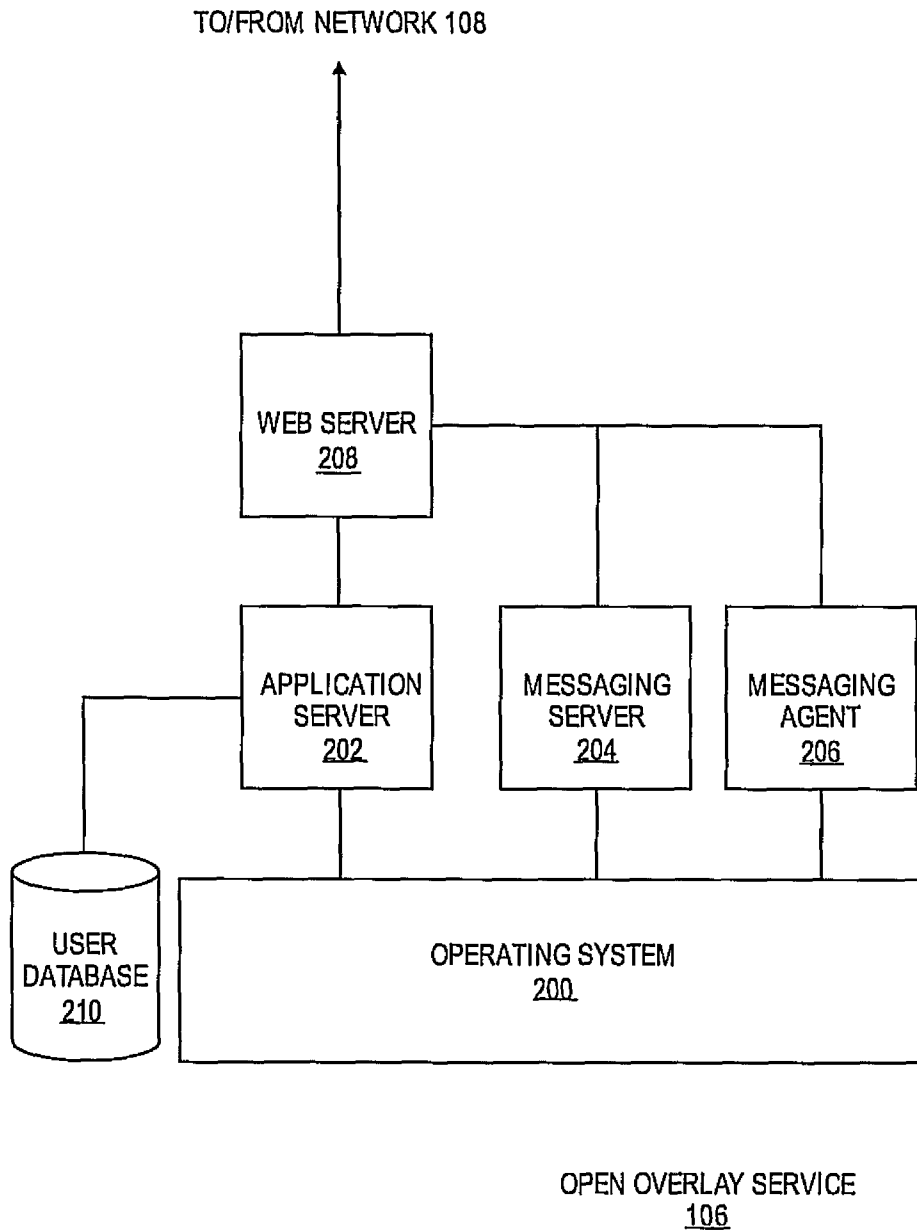 TO/FROM NETWORK 108
WEB SERVER
208
APPLICATION
SERVER
202
MESSAGING
SERVER
204
MESSAGING
AGENT
206
USER
DATABASE
210
OPERATING SYSTEM
200
OPEN OVERLAY SERVICE
106